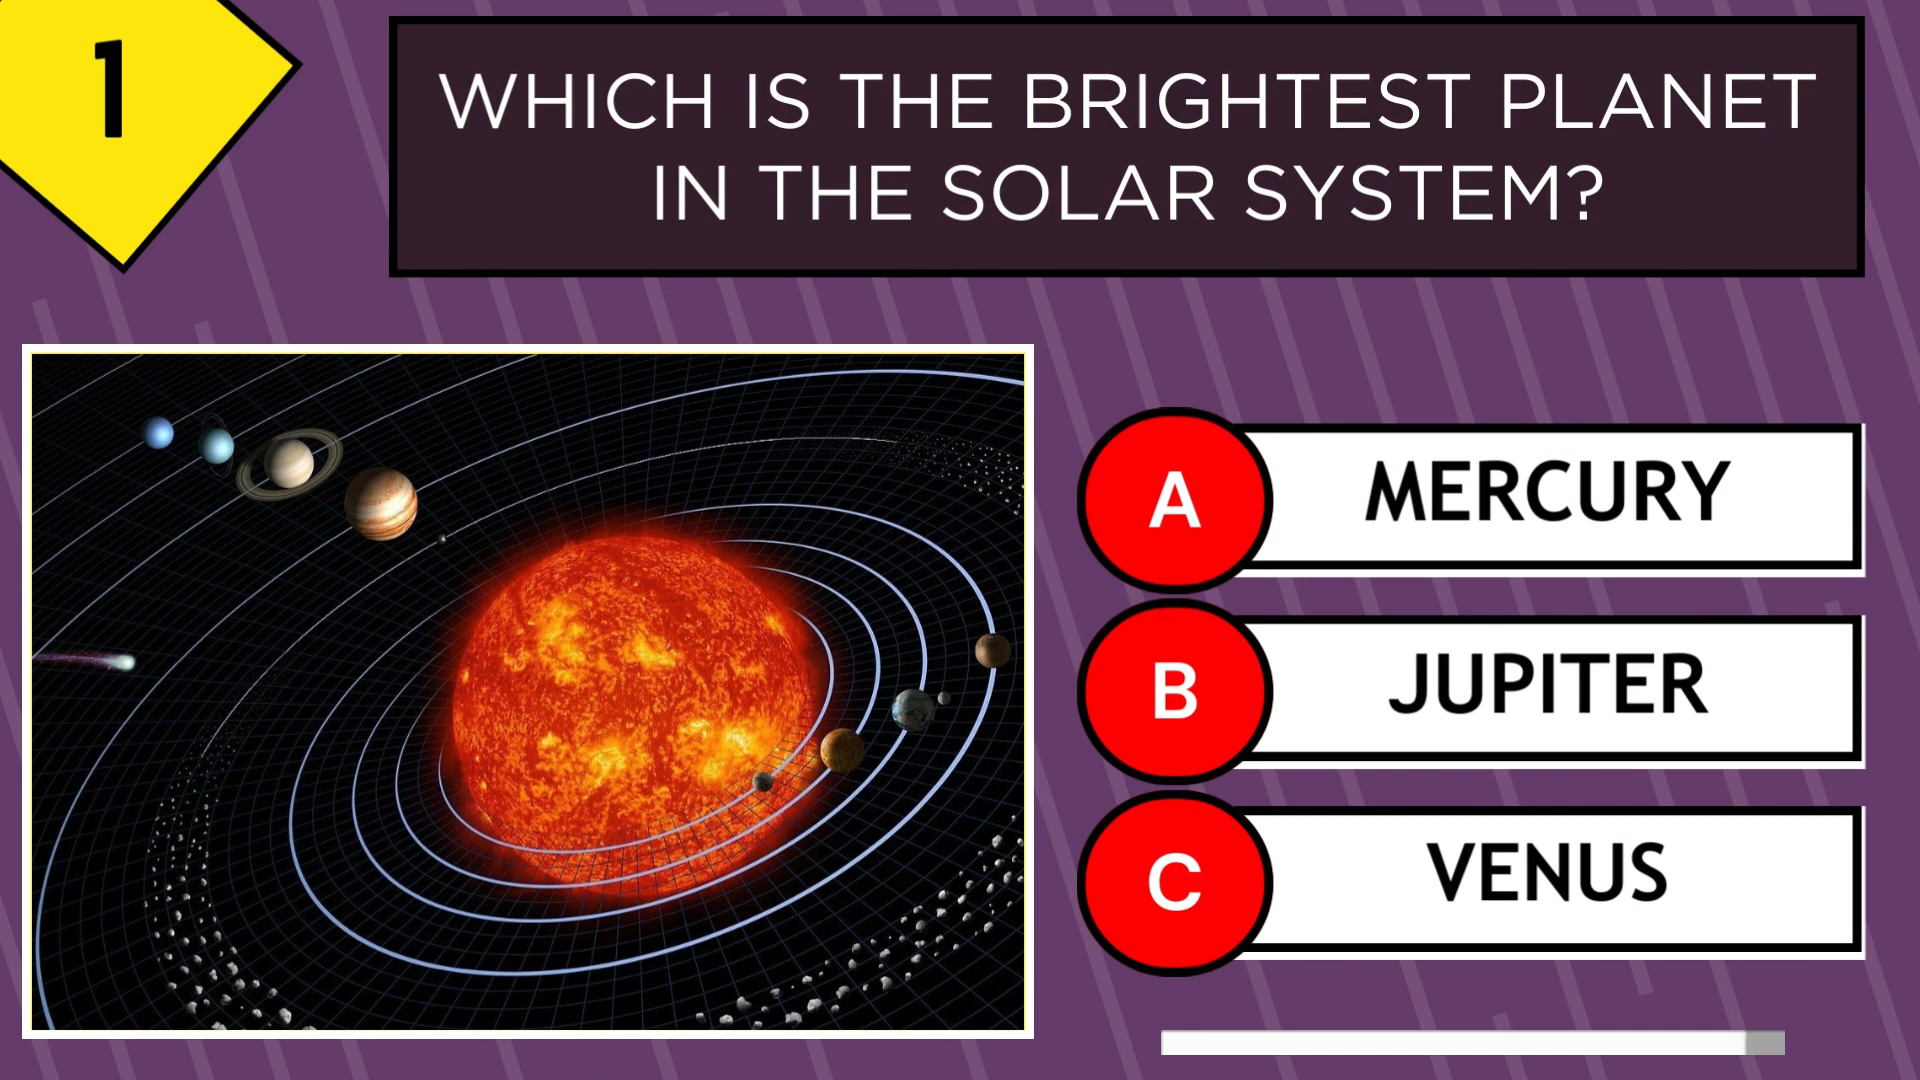 1
WHICH IS THE BRIGHTEST PLANET
IN THE SOLAR SYSTEM?
A MERCURY
B JUPITER
C VENUS